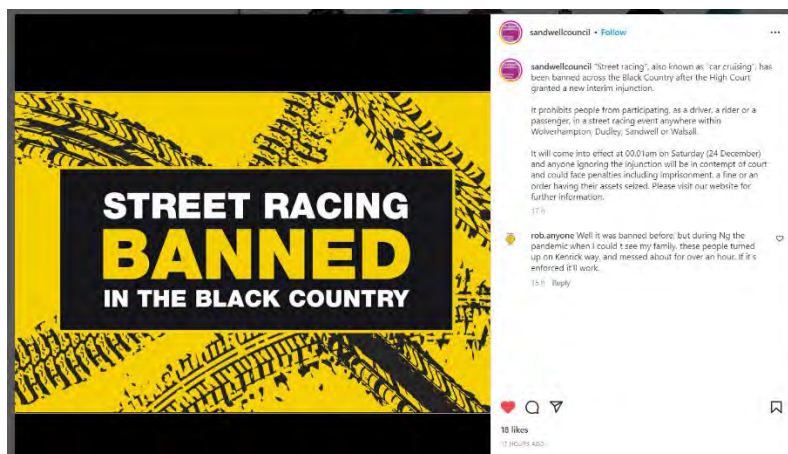 STREET RACING
BANNED
IN THE BLACK COUNTRY
sandwellcouncil • Follow
sandwellcouncil "Street racing", also known as "car cruising", has
been banned across the Black Country after the High Court
granted a new interim injunction.
It prohibits people from participating, as a driver, a rider or a
passenger, in a street racing event anywhere within
Wolverhampton, Dudley, Sandwell or Walsall.
It will come into effect at 00.01am on Saturday (24 December)
and anyone ignoring the injunction will be in contempt of court
and could face penalties including imprisonment, a fine or an
order having their assets seized. Please visit our website for
further information.
17 h
rob.anyone Well it was banned before, but during Ng the
pandemic when I could t see my family, these people turned
up on Kenrick way, and messed about for over an hour. If it's
enforced it'll work.
15 h Reply
18 likes
17 HOURS AGO